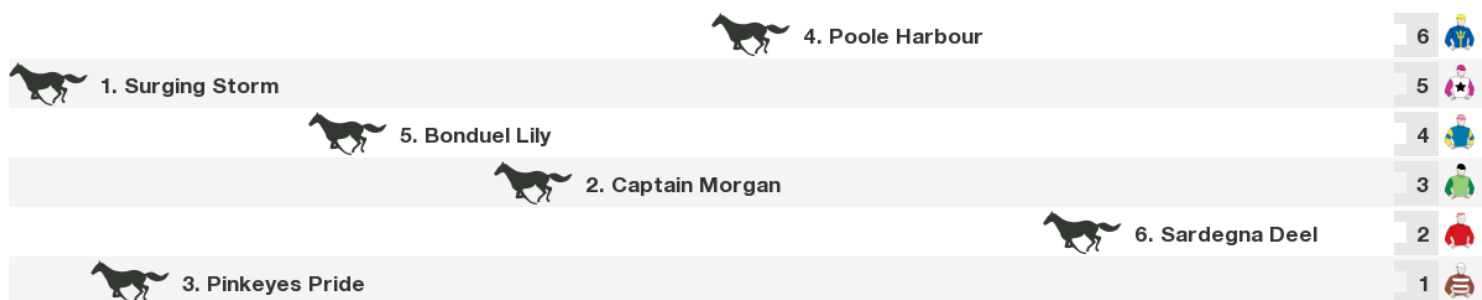 4. Poole Harbour 6
1. Surging Storm 5
5. Bonduel Lily 4
2. Captain Morgan 3
6. Sardegna Deel 2
3. Pinkeyes Pride 1